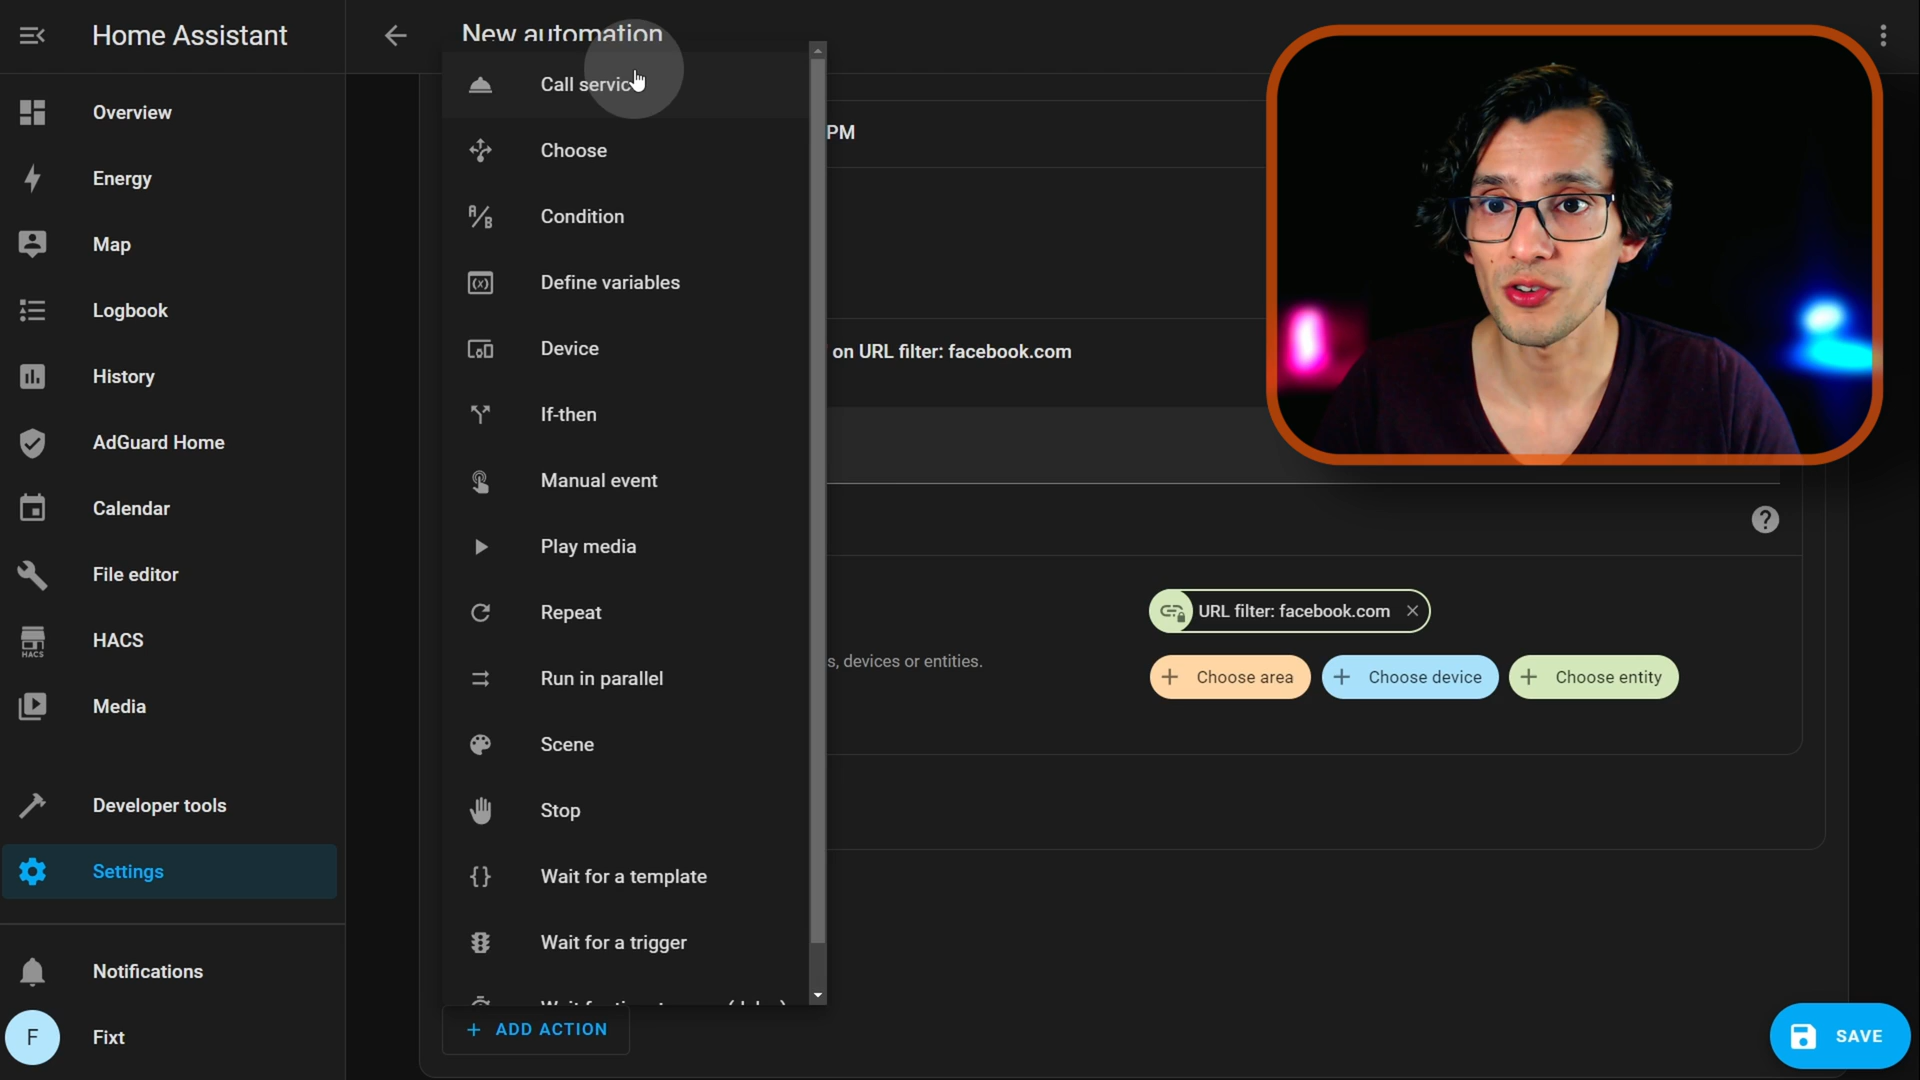 Home Assistant
New automation
Overview
Energy
Map
Logbook
History
AdGuard Home
Calendar
File editor
HACS
HACS
Media
Developer tools
Settings
Notifications
F
Fixt
Choose
Condition
Define variables
Device
If-then
Manual event
Play media
Repeat
Run in parallel
Scene
Stop
Wait for a template
Wait for a trigger
+ ADD ACTION
PM
on URL filter: facebook.com
?
URL filter: facebook.com
, devices or entities.
+ Choose area
+ Choose device
+ Choose entity
SAVE
Call